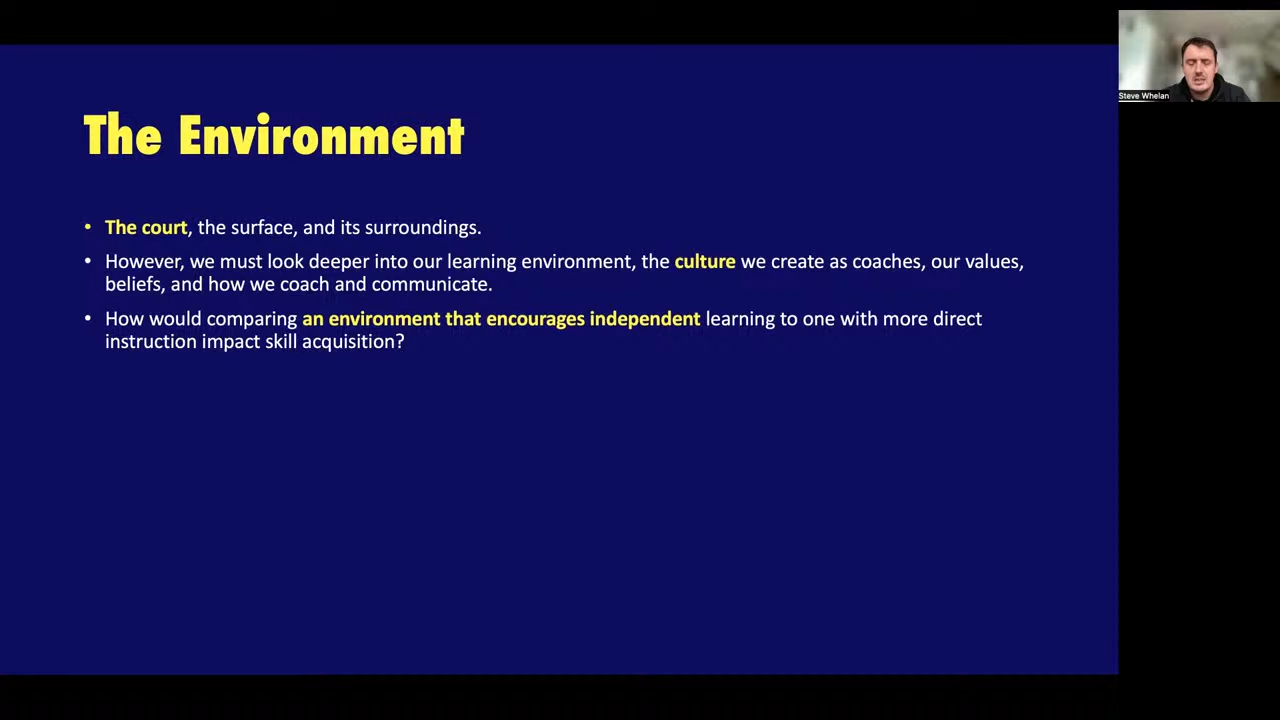 The Environment
• The court, the surface, and its surroundings.
• However, we must look deeper into our learning environment, the culture we create as coaches, our values,
beliefs, and how we coach and communicate.
• How would comparing an environment that encourages independent learning to one with more direct
instruction impact skill acquisition?
Steve Whelan